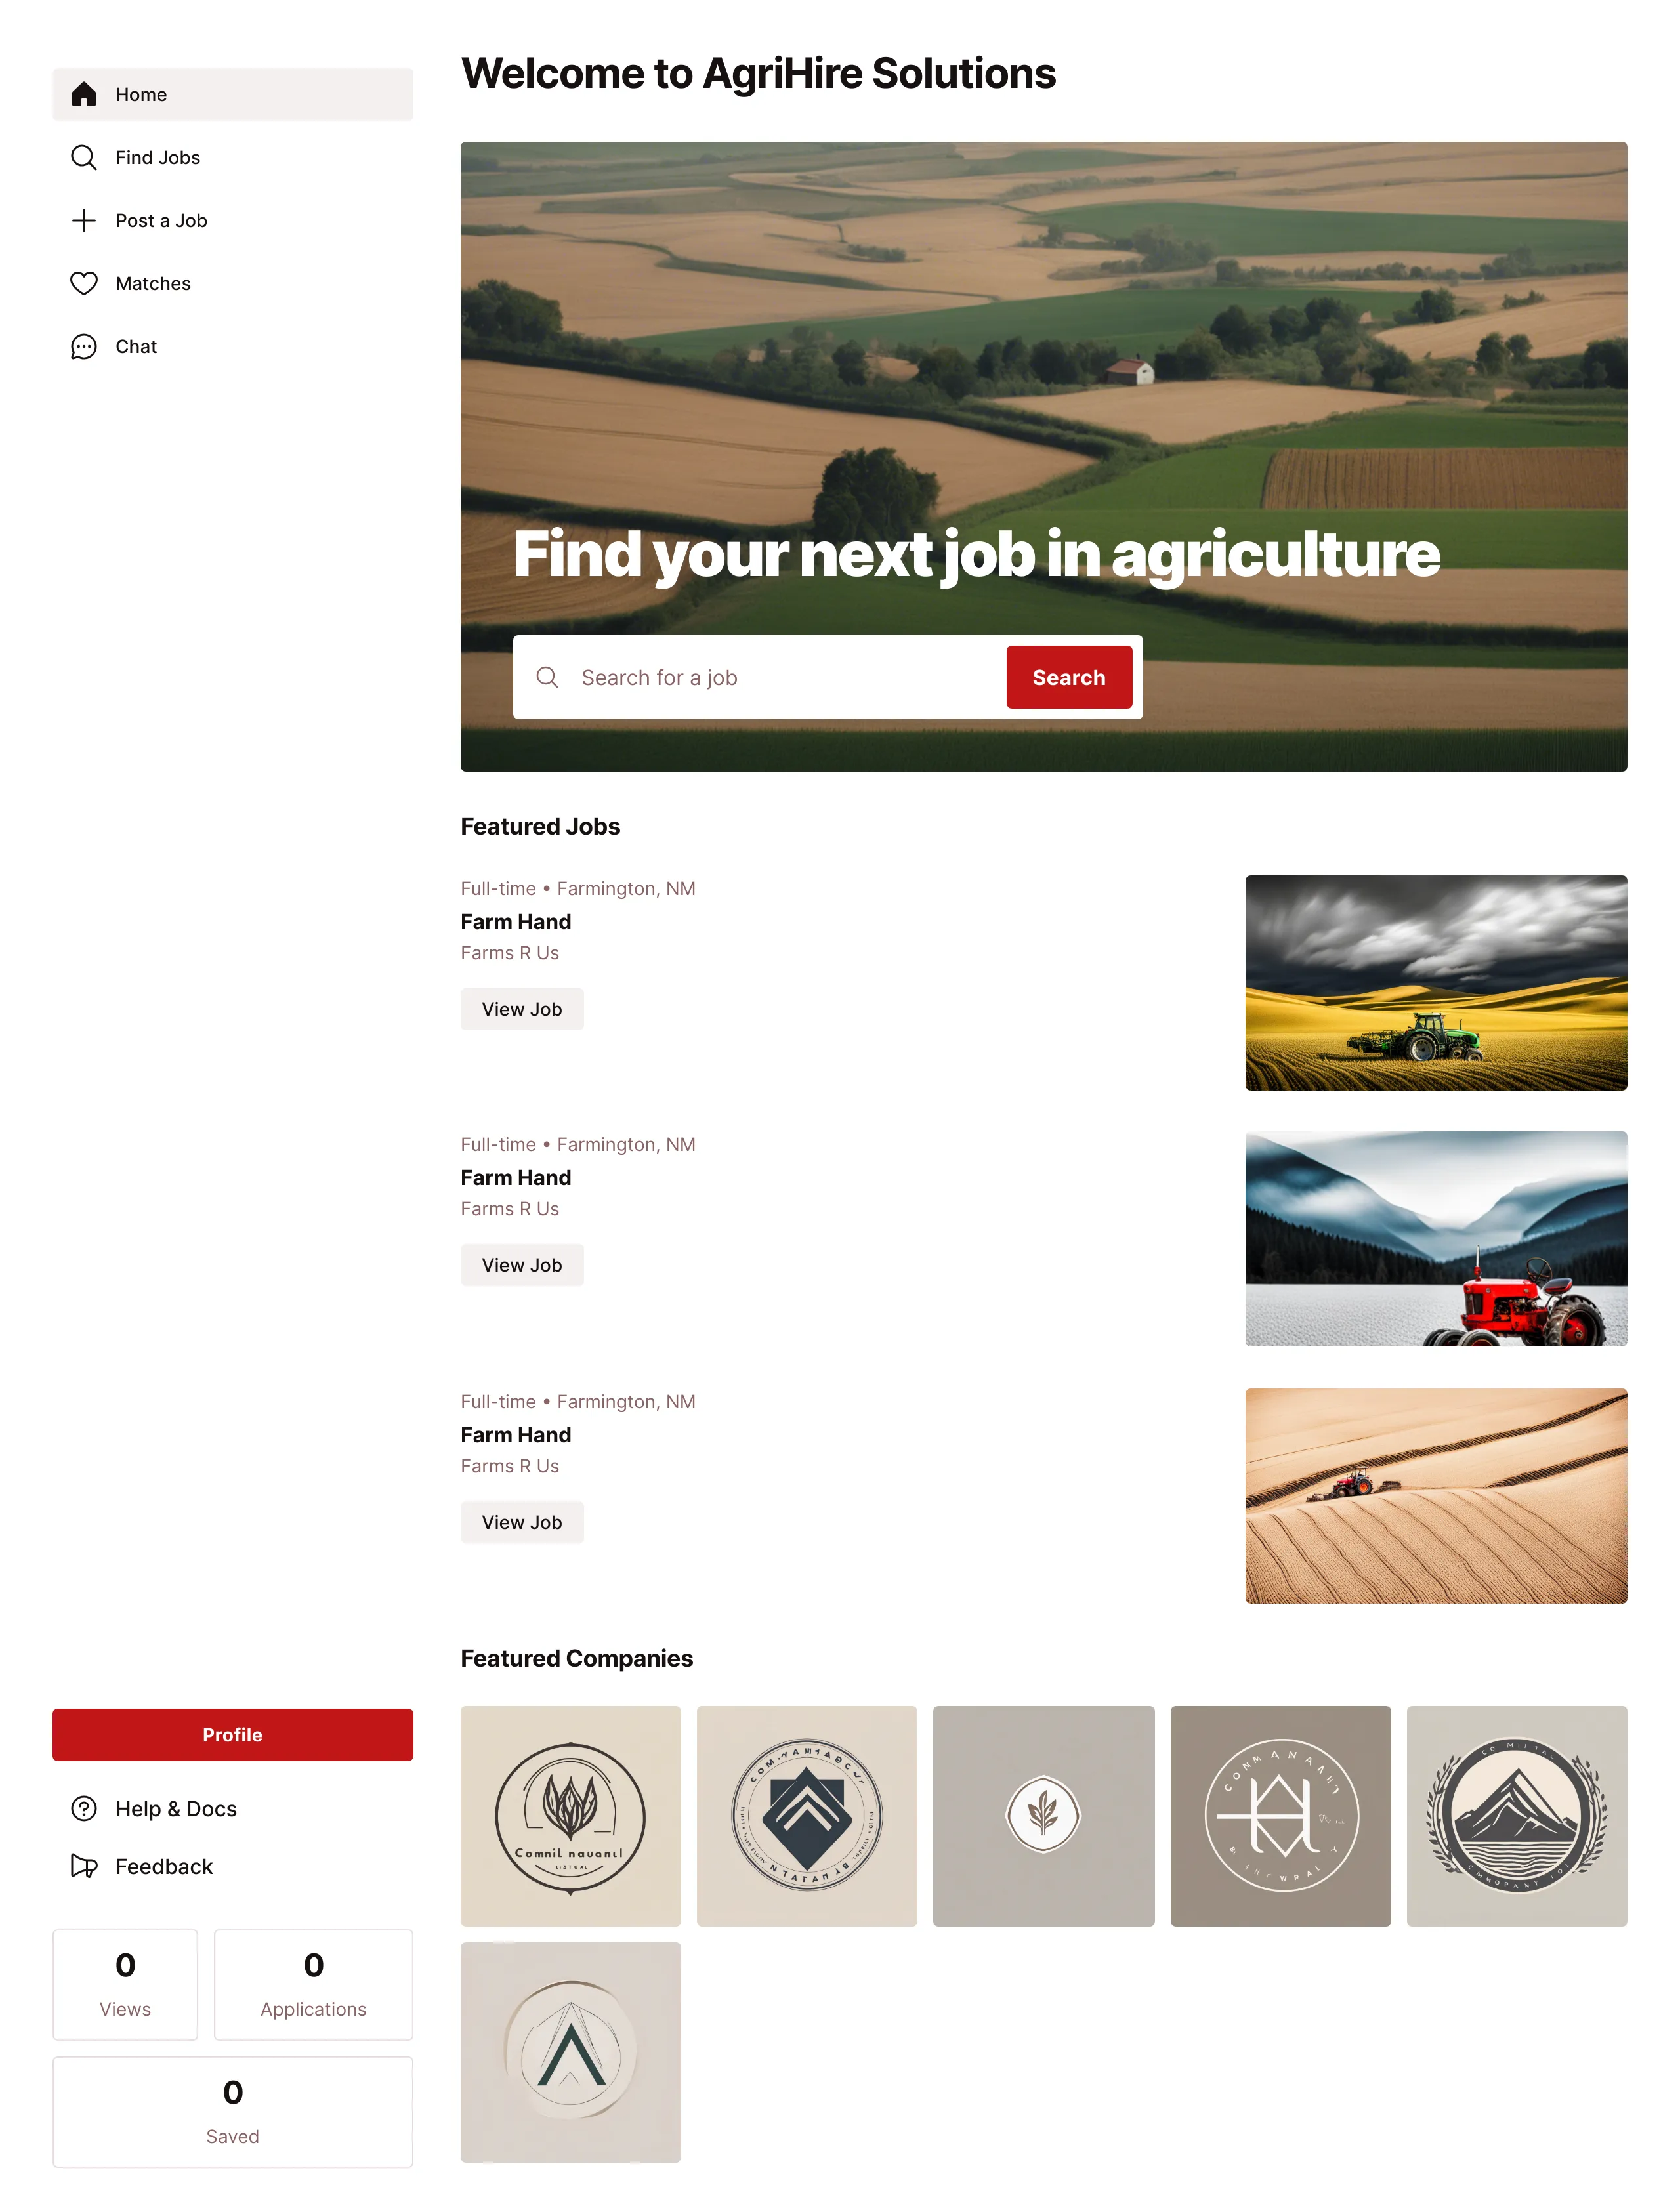 Home
Find Jobs
Post a Job
Matches
Chat
Welcome to AgriHire Solutions
Find your next job in agriculture
Search for a job
Search
Featured Jobs
Full-time • Farmington, NM
Farm Hand
Farms R Us
View Job
Full-time • Farmington, NM
Farm Hand
Farms R Us
View Job
Full-time • Farmington, NM
Farm Hand
Farms R Us
View Job
Featured Companies
Profile
Help & Docs
Feedback
0
Views
0
Applications
0
Saved